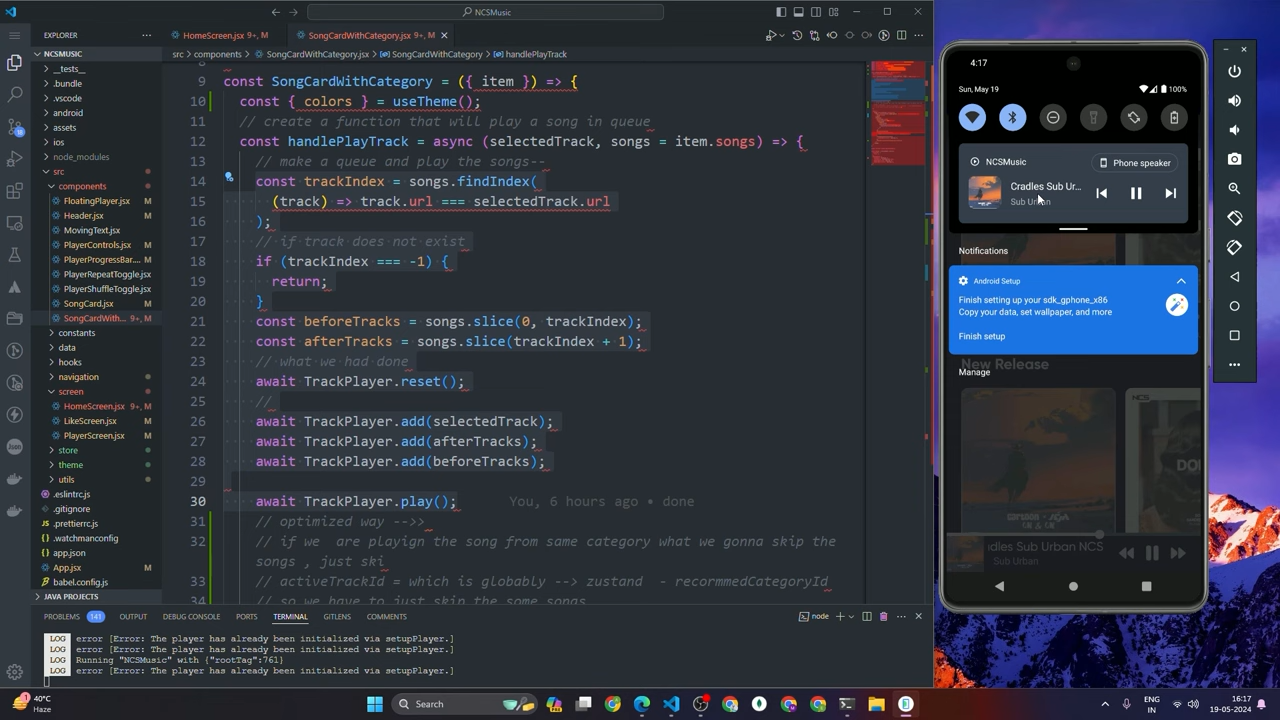 NCSMusic
EXPLORER
HomeScreen.jsx 9+, M
SongCardWithCategory.jsx 9+, M
NCSMUSIC
src > components > SongCardWithCategory.jsx > SongCardWithCategory > handlePlayTrack
__tests__
.bundle
.vscode
android
assets
ios
node_modules
src
components
FloatingPlayer.jsx M
Header.jsx M
MovingText.jsx M
PlayerControls.jsx M
PlayerProgressBar.... M
PlayerRepeatToggle.jsx M
PlayerShuffleToggle.jsx M
SongCard.jsx M
SongCardWith... 9+, M
constants
data
hooks
navigation
screen
HomeScreen.jsx 9+, M
LikeScreen.jsx M
PlayerScreen.jsx M
store
theme
utils
.eslintrc.js M
.gitignore
.prettierrc.js M
.watchmanconfig
app.json
App.jsx M
babel.config.js M
JAVA PROJECTS
9 const SongCardWithCategory = ({ item }) => {
10 const { colors } = useTheme();
11 // create a function that will play a song in queue
12 const handlePlayTrack = async (selectedTrack, songs = item.songs) => {
13 // make a queue and play the songs--
14 const trackIndex = songs.findIndex(
15 (track) => track.url === selectedTrack.url
16 );
17 // if track does not exist
18 if (trackIndex === -1) {
19 return;
20 }
21 const beforeTracks = songs.slice(0, trackIndex);
22 const afterTracks = songs.slice(trackIndex + 1);
23 // what we had done
24 await TrackPlayer.reset();
25 //
26 await TrackPlayer.add(selectedTrack);
27 await TrackPlayer.add(afterTracks);
28 await TrackPlayer.add(beforeTracks);
29
30 await TrackPlayer.play(); You, 6 hours ago • done
31 // optimized way -->>
32 // if we are playign the song from same category what we gonna skip the
songs , just ski
33 // activeTrackId = which is globably --> zustand - recormmedCategoryId
34 // so we have to just skip the some songs
PROBLEMS 141 OUTPUT DEBUG CONSOLE PORTS TERMINAL GITLENS COMMENTS
node
LOG error [Error: The player has already been initialized via setupPlayer.]
LOG error [Error: The player has already been initialized via setupPlayer.]
LOG Running "NCSMusic" with {"rootTag":761}
LOG error [Error: The player has already been initialized via setupPlayer.]
4:17
Sun, May 19
100%
NCSMusic
Phone speaker
Cradles Sub Ur...
Sub Urban
Notifications
Android Setup
Finish setting up your sdk_gphone_x86
Copy your data, set wallpaper, and more
Finish setup
New Release
Manage
NCS
dles Sub Urban NCS
Sub Urban
40°C
Haze
Search
ENG
IN
16:17
19-05-2024